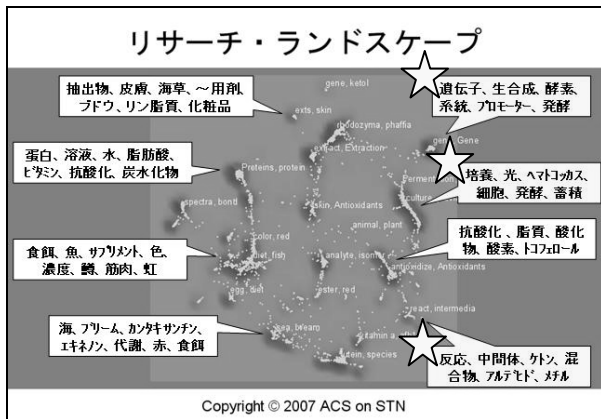 リサーチ・ランドスケープ
抽出物、皮膚、海草、～用剤、
ブドウ、リン脂質、化粧品
gene, ketol
exts, skin
遺伝子、生合成、酵素、
系統、ﾌﾟﾛﾓｰﾀｰ、発酵
rhodozyma, phaffia
extract, Extraction
蛋白、溶液、水、脂肪酸、
ﾋﾞﾀﾐﾝ、抗酸化、炭水化物
Proteins, protein
培養、光、ﾍﾏﾄｺｯｶｽ、
細胞、発酵、蓄積
culture
skin, Antioxidants
animal, plant
color, red
抗酸化、脂質、酸化
物、酸素、ﾄｺﾌｪﾛｰﾙ
食餌、魚、ｻﾌﾟﾘﾒﾝﾄ、色、
濃度、鱒、筋肉、虹
diet, fish
analyte, isomer
antioxidize, Antioxidants
egg, diet
ester, red
react, intermedia
海、ﾌﾞﾘｰﾑ、ｶﾝﾀｷｻﾝﾁﾝ、
ｴｷﾈﾉﾝ、代謝、赤、食餌
sea, bream
lutein, species
反応、中間体、ｹﾄﾝ、混
合物、ｱﾙﾃﾞﾋﾄﾞ、ﾒﾁﾙ
Copyright © 2007 ACS on STN